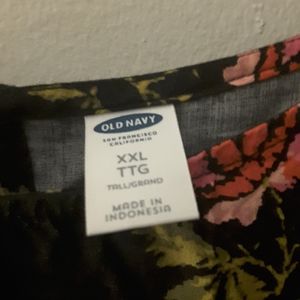 OLD NAVY
SAN FRANCISCO
CALIFORNIA
XXL
TTG
TALL/GRAND
MADE IN
INDONESIA